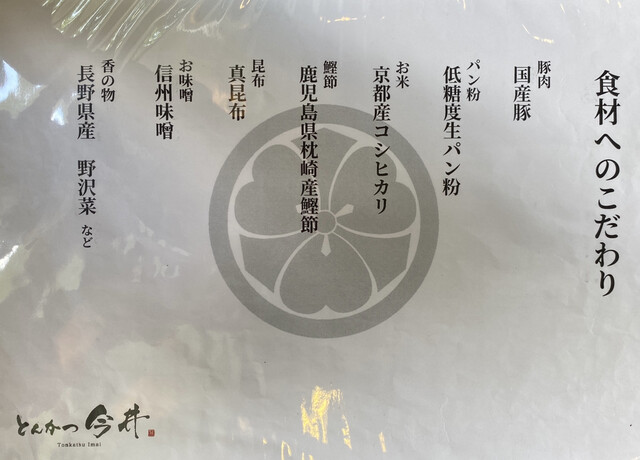 食材へのこだわり
豚肉
国産豚
パン粉
低糖度生パン粉
お米
京都産コシヒカリ
鰹節
鹿児島県枕崎産鰹節
昆布
真昆布
お味噌
信州味噌
香の物
長野県産　野沢菜 など
とんかつ 今井
Tonkatsu Imai